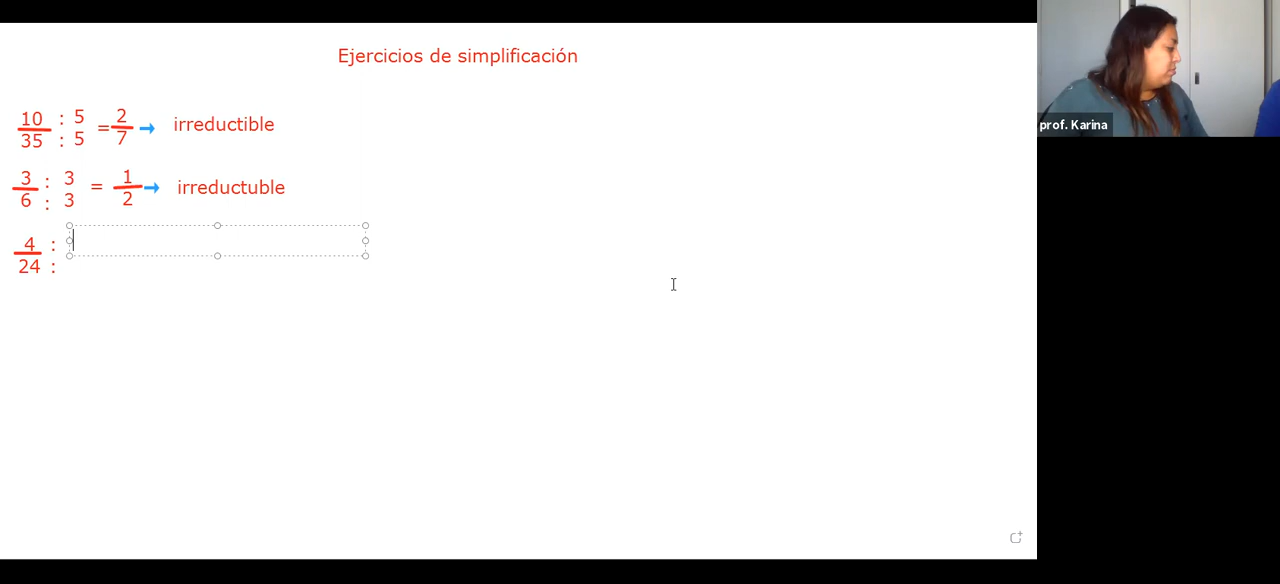 Ejercicios de simplificación
10 : 5 = 2
35 : 5 7 → irreductible
3 : 3 = 1
6 : 3 2 → irreductuble
4 :
24 :
prof. Karina